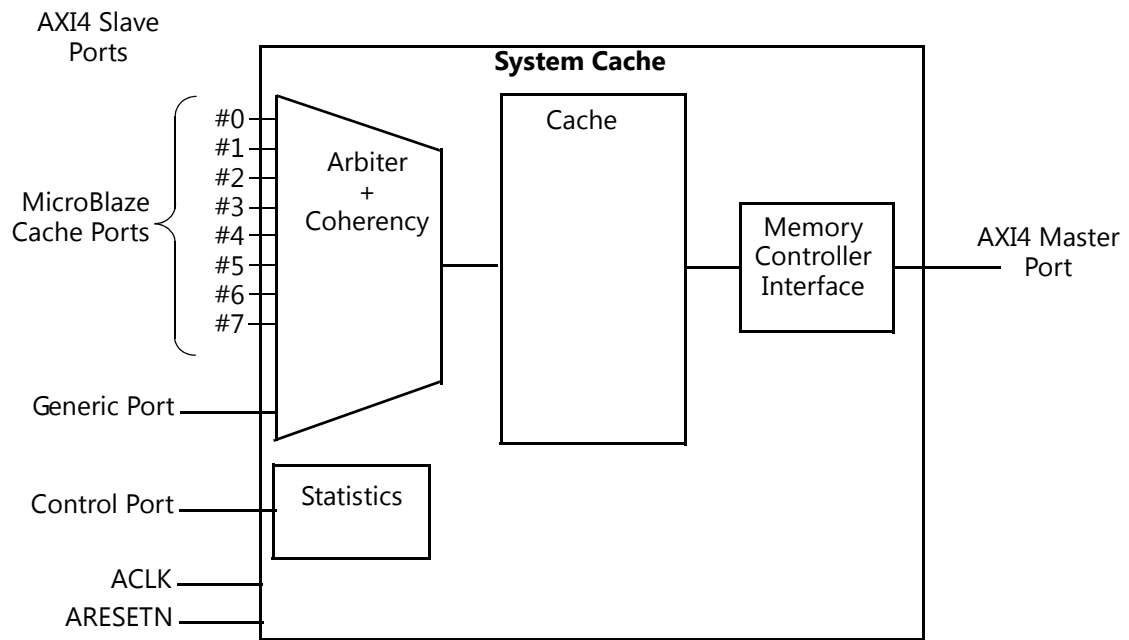 AXI4 Slave
Ports
System Cache
#0
#1
#2
#3
#4
#5
#6
#7
MicroBlaze
Cache Ports
Arbiter
+
Coherency
Cache
Memory
Controller
Interface
AXI4 Master
Port
Generic Port
Control Port
Statistics
ACLK
ARESETN